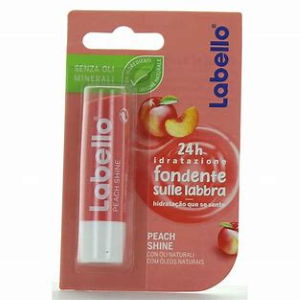 SENZA OLI
MINERALI
Labello
24h
idratazione
fondente
sulle labbra
hidratação que se sente
PEACH
SHINE
CON OLI NATURALI
COM ÓLEOS NATURAIS
Labello
PEACH SHINE